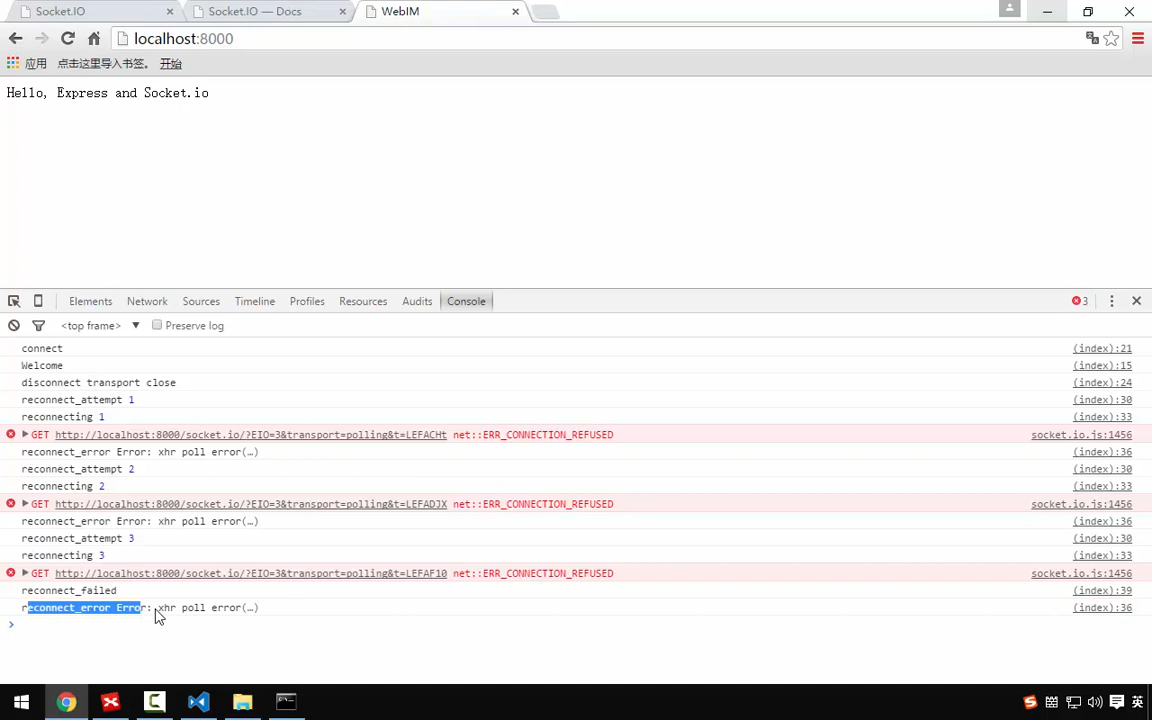 Socket.IO
Socket.IO — Docs
WebIM
localhost:8000
应用 点击这里导入书签。 开始
Hello, Express and Socket.io
Elements Network Sources Timeline Profiles Resources Audits Console 3
<top frame> Preserve log
connect (index):21
Welcome (index):15
disconnect transport close (index):24
reconnect_attempt 1 (index):30
reconnecting 1 (index):33
GET http://localhost:8000/socket.io/?EIO=3&transport=polling&t=LEFACHt net::ERR_CONNECTION_REFUSED socket.io.js:1456
reconnect_error Error: xhr poll error(…) (index):36
reconnect_attempt 2 (index):30
reconnecting 2 (index):33
GET http://localhost:8000/socket.io/?EIO=3&transport=polling&t=LEFADJX net::ERR_CONNECTION_REFUSED socket.io.js:1456
reconnect_error Error: xhr poll error(…) (index):36
reconnect_attempt 3 (index):30
reconnecting 3 (index):33
GET http://localhost:8000/socket.io/?EIO=3&transport=polling&t=LEFAF10 net::ERR_CONNECTION_REFUSED socket.io.js:1456
reconnect_failed (index):39
reconnect_error Error: xhr poll error(…) (index):36
英